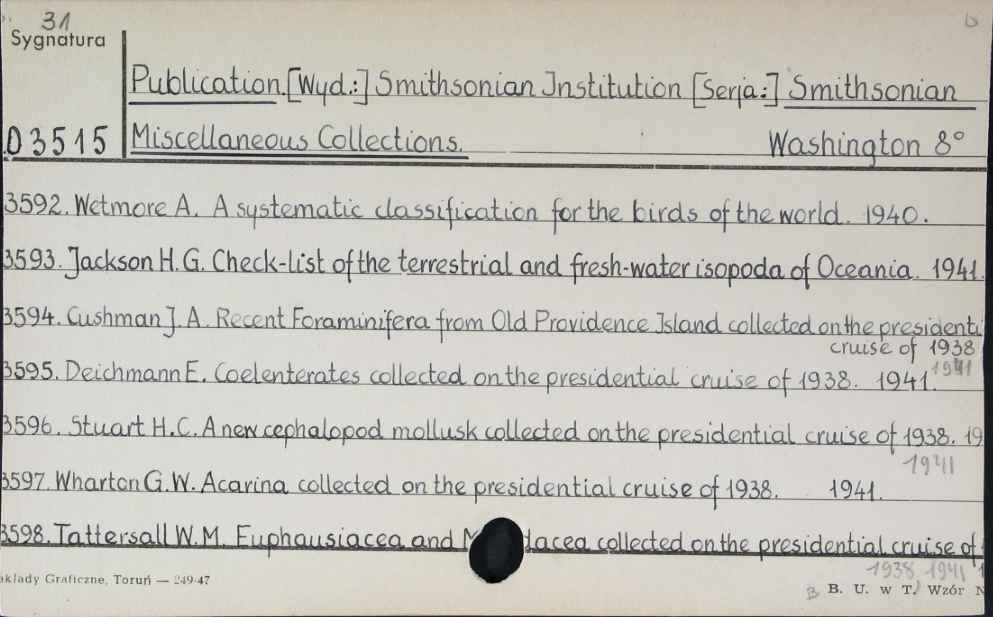 31
Sygnatura
Publication. [Wyd.:] Smithsonian Institution [Serja:] Smithsonian
D3515 Miscellaneous Collections. Washington 8°
3592. Wetmore A. A systematic classification for the birds of the world. 1940.
3593. Jackson H.G. Check-list of the terrestrial and fresh-water isopoda of Oceania. 1941.
3594. Cushman J. A. Recent Foraminifera from Old Providence Island collected on the presidenti
cruise of 1938
1941
3595. Deichmann E. Coelenterates collected on the presidential cruise of 1938. 1941.
3596. Stuart H.C. A new cephalopod mollusk collected on the presidential cruise of 1938. 19
1941
3597. Wharton G.W. Acarina collected on the presidential cruise of 1938. 1941.
3598. Tattersall W.M. Euphausiacea and M dacea collected on the presidential cruise of
1938 1941
akłady Graficzne, Toruń — 249-47
B. U. w T. Wzór N